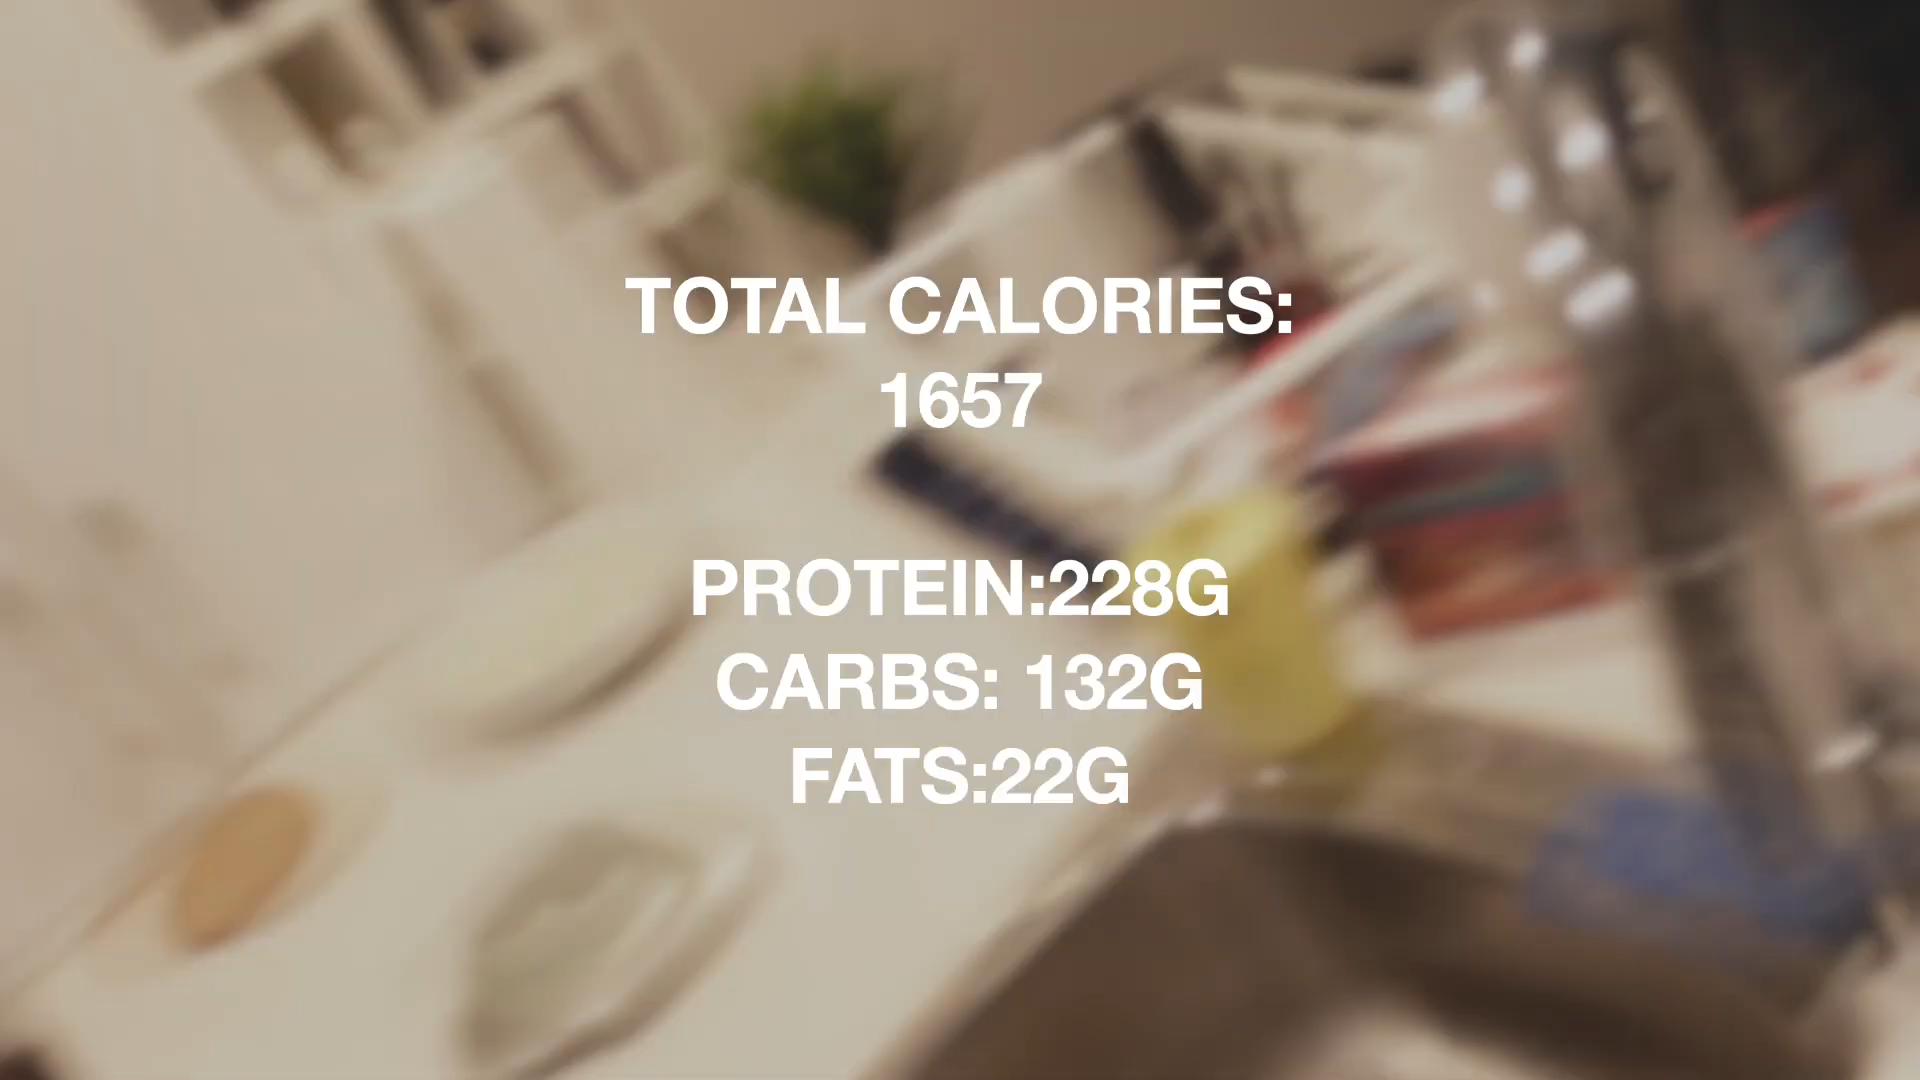 TOTAL CALORIES:
1657
PROTEIN:228G
CARBS: 132G
FATS:22G